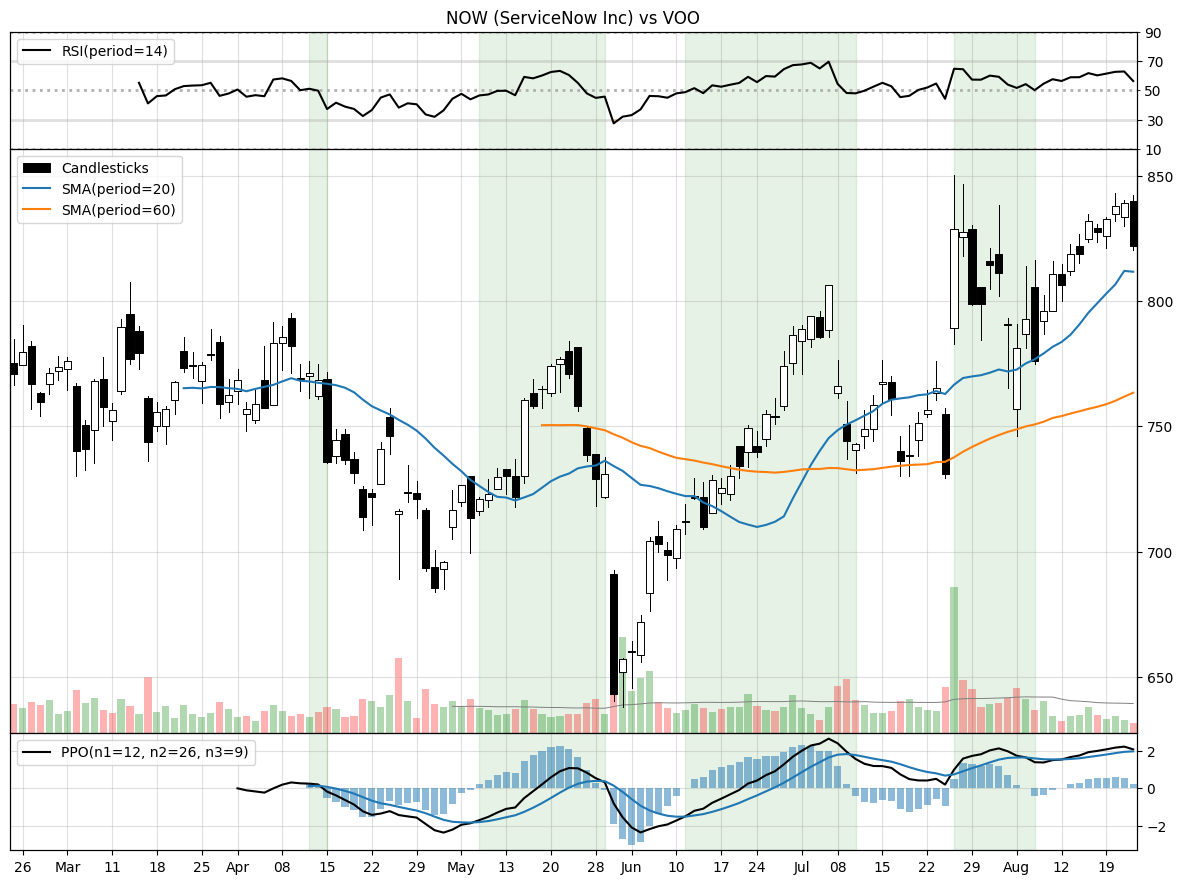 NOW (ServiceNow Inc) vs VOO
RSI(period=14)
90
70
50
30
10
Candlesticks
SMA(period=20)
SMA(period=60)
850
800
750
700
650
PPO(n1=12, n2=26, n3=9)
2
0
−2
26 Mar 11 18 25 Apr 08 15 22 29 May 13 20 28 Jun 10 17 24 Jul 08 15 22 29 Aug 12 19